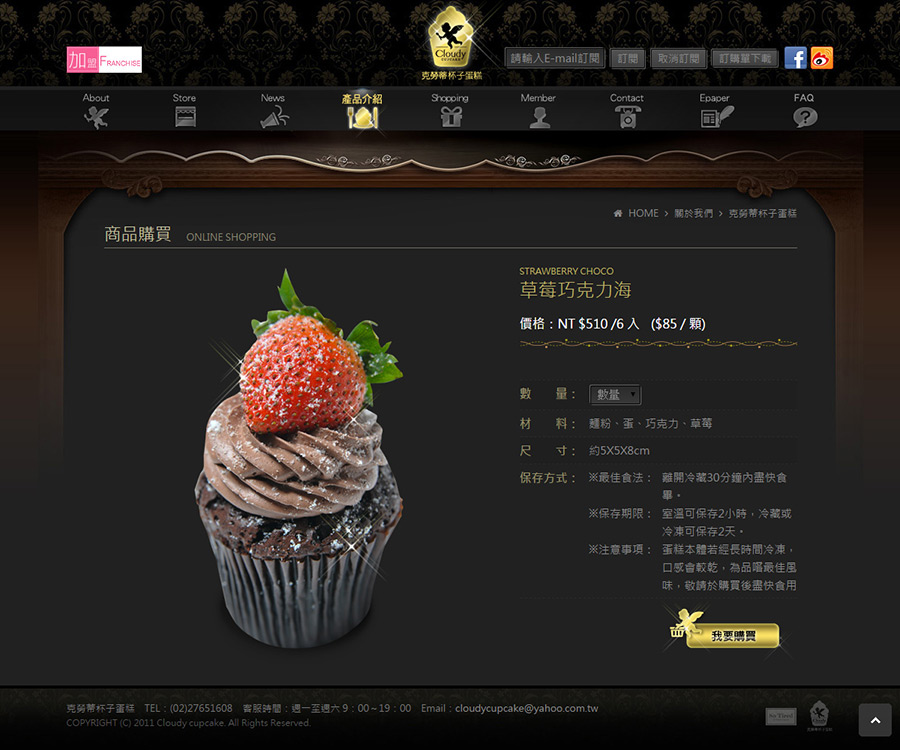 加盟 FRANCHISE
Cloudy
CUPCAKE
克勞蒂杯子蛋糕
請輸入E-mail訂閱 訂閱 取消訂閱 訂購單下載
About Store News 產品介紹 Shopping Member Contact Epaper FAQ
HOME > 關於我們 > 克勞蒂杯子蛋糕
商品購買 ONLINE SHOPPING
STRAWBERRY CHOCO
草莓巧克力海
價格：NT $510 /6 入 ($85 / 顆)
數 量： 數量
材 料： 麵粉、蛋、巧克力、草莓
尺 寸： 約5X5X8cm
保存方式： ※最佳食法： 離開冷藏30分鐘內盡快食
畢。
※保存期限： 室溫可保存2小時，冷藏或
冷凍可保存2天。
※注意事項： 蛋糕本體若經長時間冷凍，
口感會較乾，為品嚐最佳風
味，敬請於購買後盡快食用
我要購買
克勞蒂杯子蛋糕 TEL：(02)27651608 客服時間：週一至週六 9：00～19：00 Email：cloudycupcake@yahoo.com.tw
COPYRIGHT (C) 2011 Cloudy cupcake. All Rights Reserved.